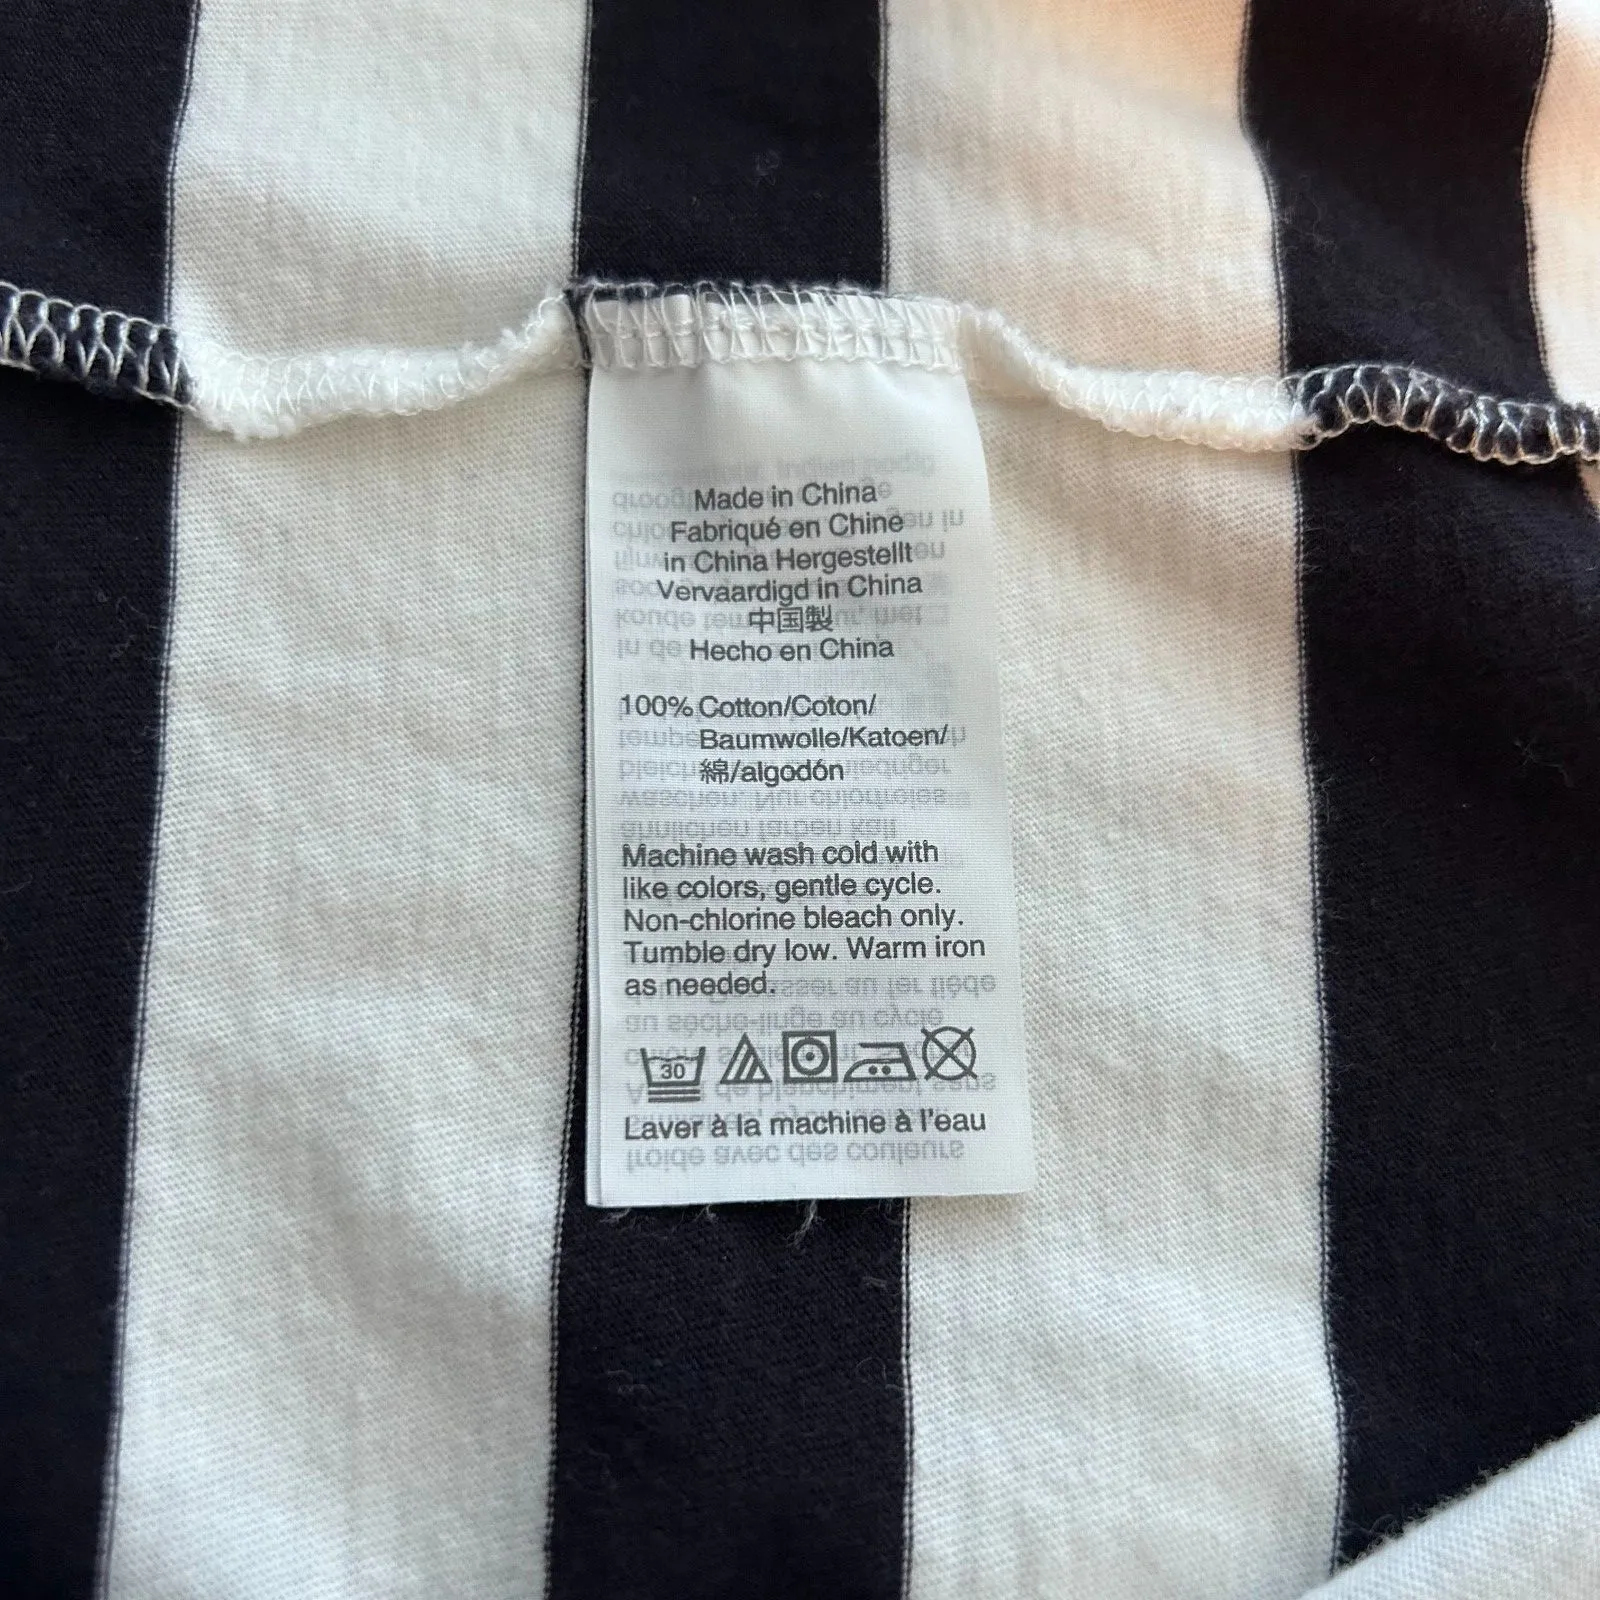 Made in China
Fabriqué en Chine
in China Hergestellt
Vervaardigd in China
中国製
Hecho en China
100% Cotton/Coton/
Baumwolle/Katoen/
綿/algodón
Machine wash cold with
like colors, gentle cycle.
Non-chlorine bleach only.
Tumble dry low. Warm iron
as needed.
30
Laver à la machine à l'eau